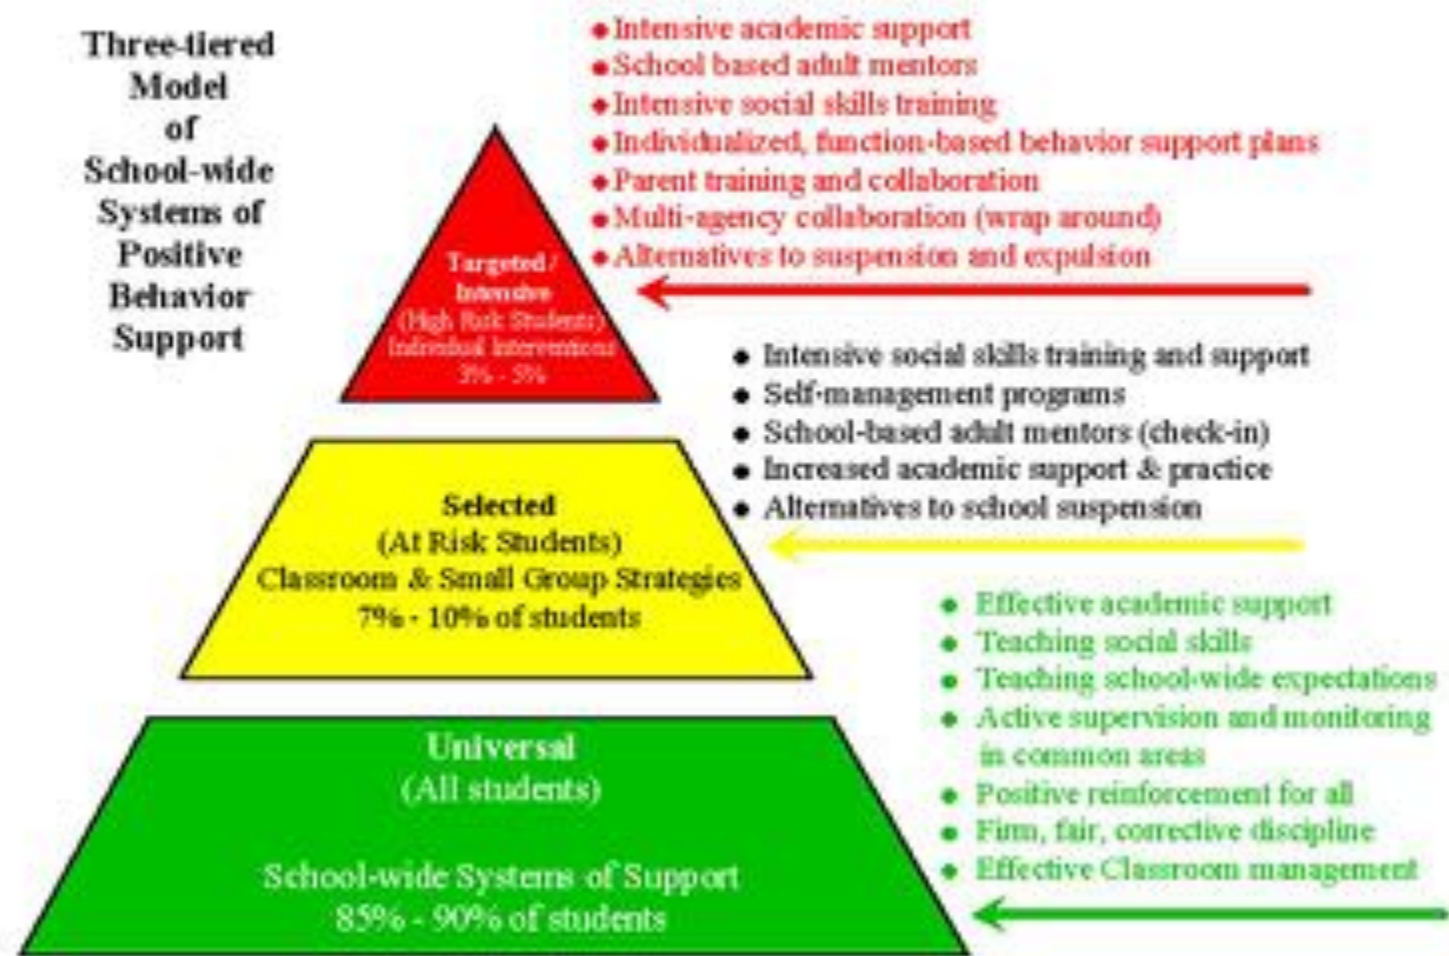 Three-tiered
Model
of
School-wide
Systems of
Positive
Behavior
Support
Intensive academic support
School based adult mentors
Intensive social skills training
Individualized, function-based behavior support plans
Parent training and collaboration
Multi-agency collaboration (wrap around)
Alternatives to suspension and expulsion
Targeted/
Intensive
(High Risk Students)
Individual Interventions
3% - 5%
Intensive social skills training and support
Self-management programs
School-based adult mentors (check-in)
Increased academic support & practice
Alternatives to school suspension
Selected
(At Risk Students)
Classroom & Small Group Strategies
7% - 10% of students
Effective academic support
Teaching social skills
Teaching school-wide expectations
Active supervision and monitoring
in common areas
Positive reinforcement for all
Firm, fair, corrective discipline
Effective Classroom management
Universal
(All students)
School-wide Systems of Support
85% - 90% of students